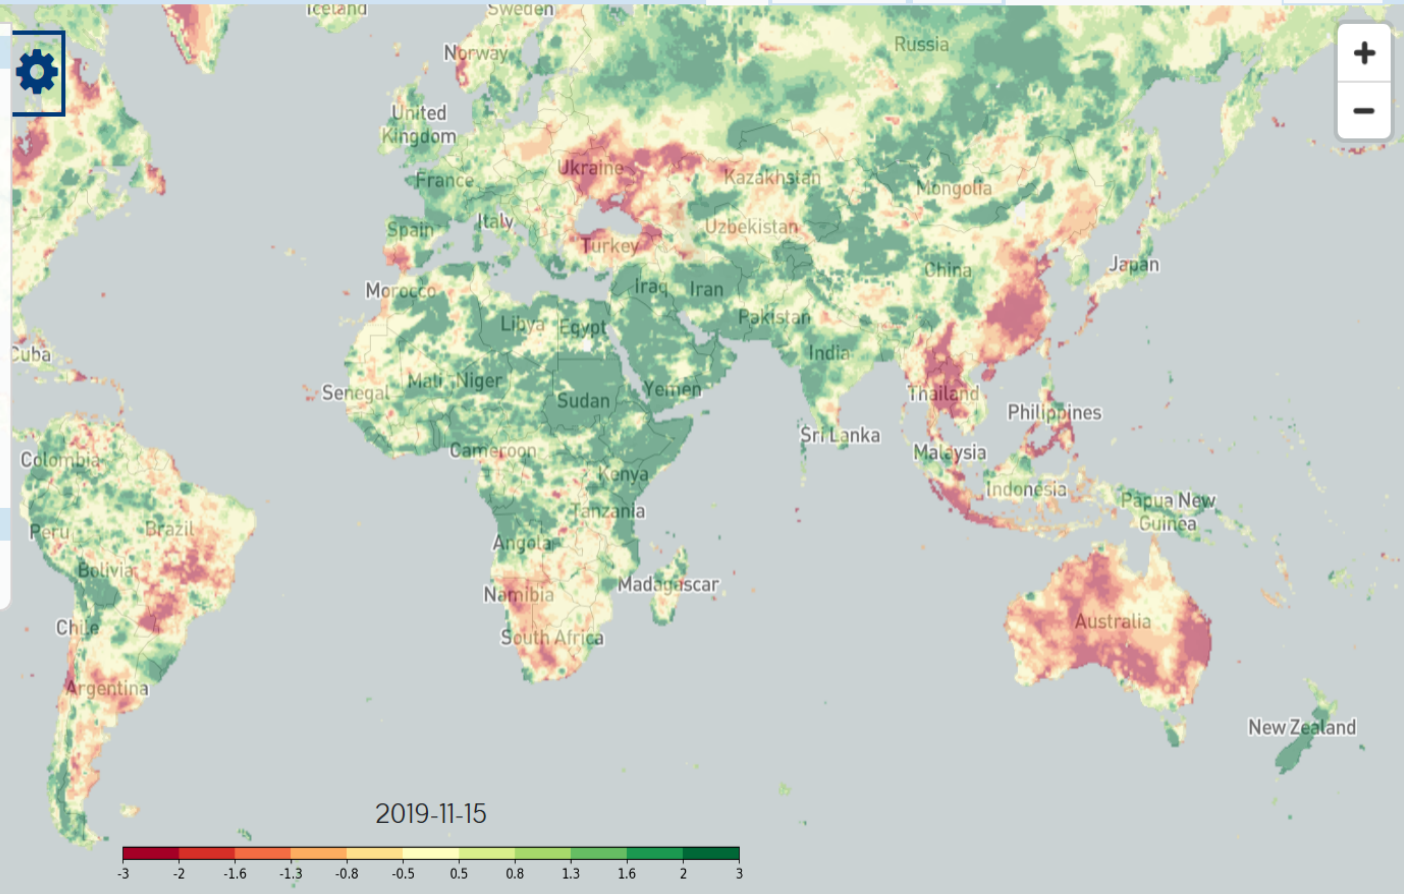 Iceland
Sweden
Norway
Russia
+
−
United
Kingdom
Ukraine
France
Kazakhstan
Mongolia
Spain
Italy
Uzbekistan
Turkey
China
Japan
Morocco
Iraq
Iran
Libya
Egypt
Pakistan
Cuba
India
Senegal
Mali
Niger
Sudan
Yemen
Thailand
Philippines
Sri Lanka
Colombia
Cameroon
Malaysia
Kenya
Indonesia
Papua New
Guinea
Peru
Brazil
Tanzania
Angola
Bolivia
Namibia
Madagascar
Chile
South Africa
Australia
Argentina
New Zealand
2019-11-15
-3 -2 -1.6 -1.3 -0.8 -0.5 0.5 0.8 1.3 1.6 2 3